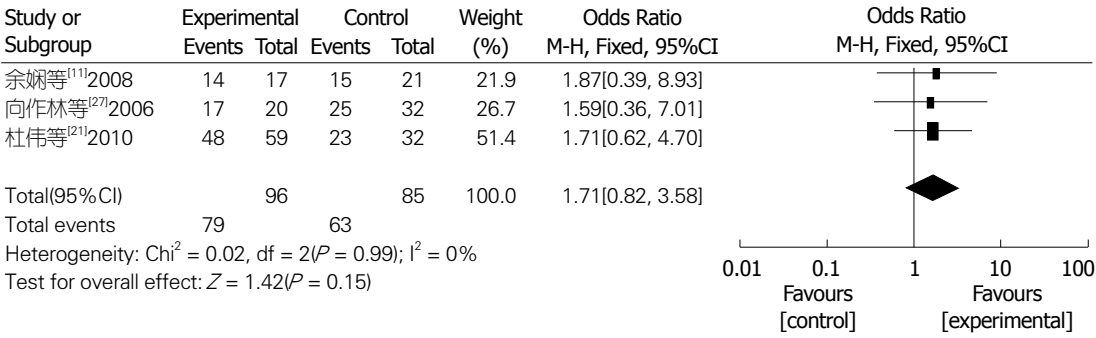 Study or Experimental Control Weight Odds Ratio Odds Ratio
Subgroup Events Total Events Total (%) M-H, Fixed, 95%CI M-H, Fixed, 95%CI
余娴等[11]2008 14 17 15 21 21.9 1.87[0.39, 8.93]
向作林等[27]2006 17 20 25 32 26.7 1.59[0.36, 7.01]
杜伟等[21]2010 48 59 23 32 51.4 1.71[0.62, 4.70]
Total(95%CI) 96 85 100.0 1.71[0.82, 3.58]
Total events 79 63
Heterogeneity: Chi² = 0.02, df = 2(P = 0.99); I² = 0%
Test for overall effect: Z = 1.42(P = 0.15)
0.01 0.1 1 10 100
Favours Favours
[control] [experimental]